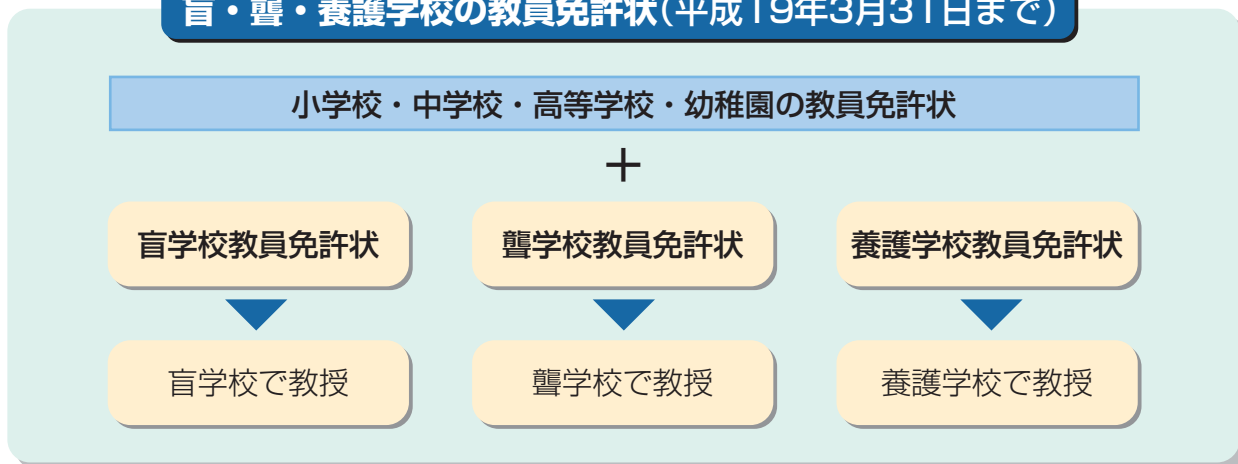 盲・聾・養護学校の教員免許状(平成19年3月31日まで)
小学校・中学校・高等学校・幼稚園の教員免許状
+
盲学校教員免許状 聾学校教員免許状 養護学校教員免許状
盲学校で教授 聾学校で教授 養護学校で教授